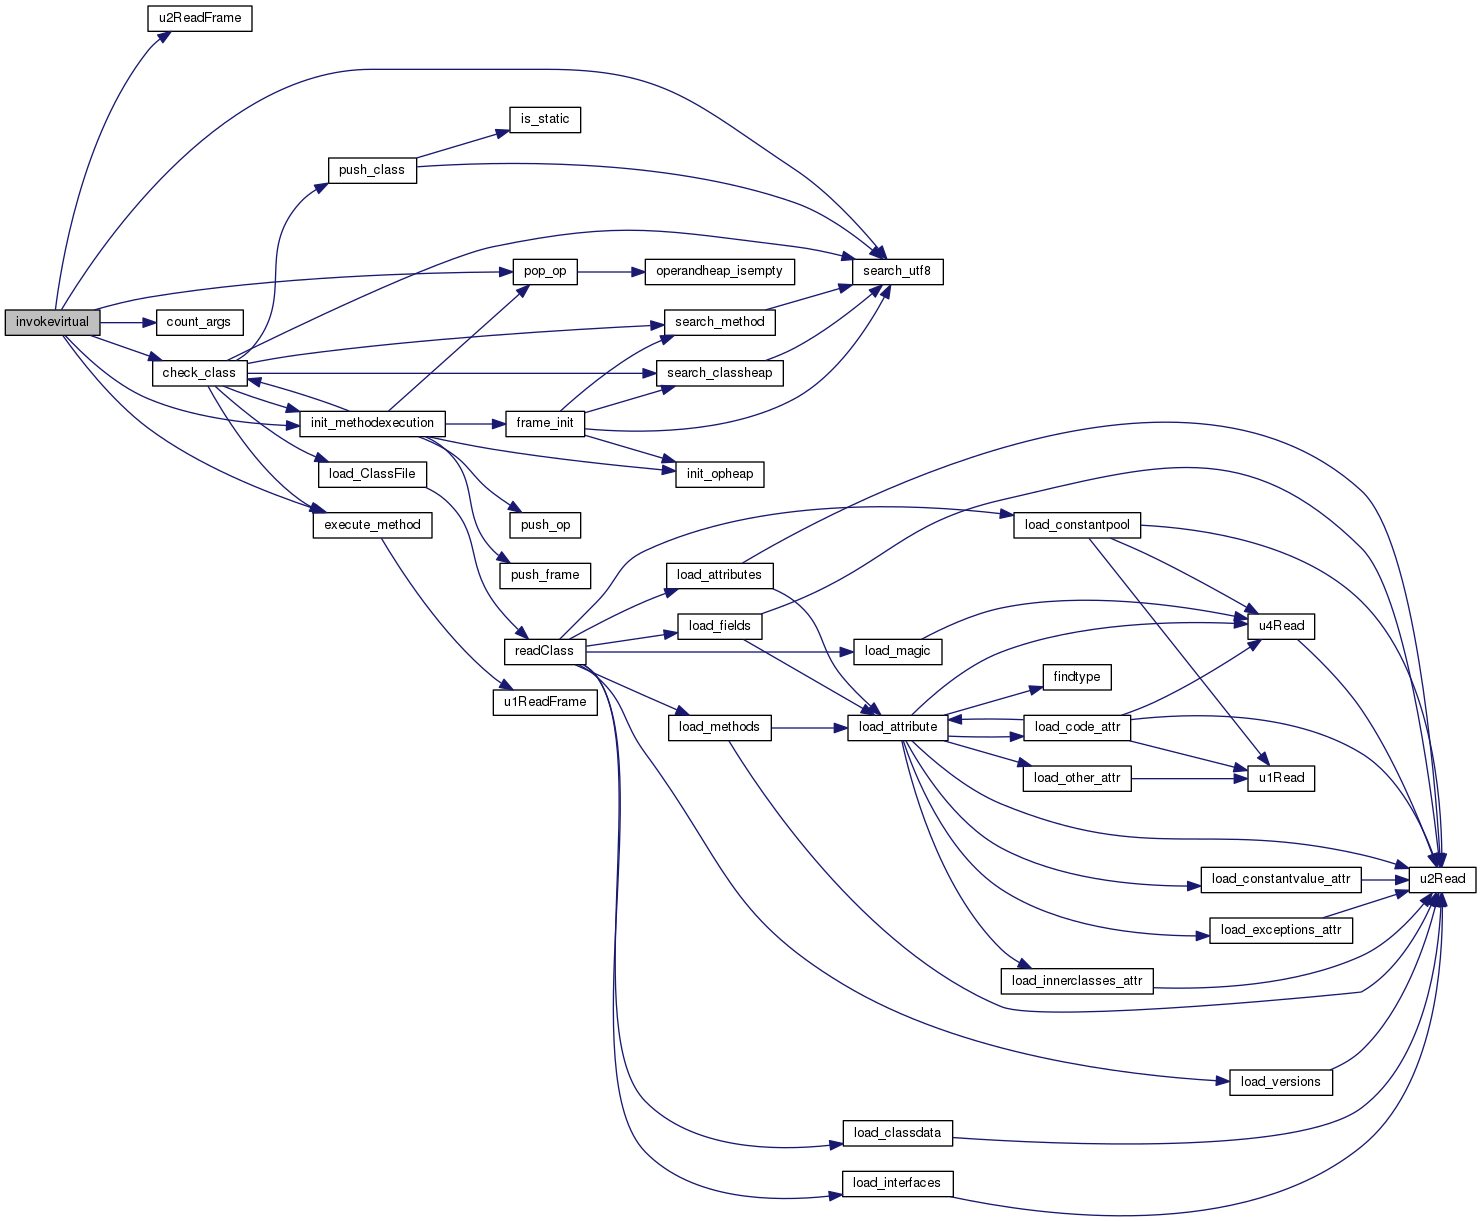 u2ReadFrame
is_static
push_class
pop_op
operandheap_isempty
search_utf8
invokevirtual
count_args
search_method
check_class
search_classheap
init_methodexecution
frame_init
load_ClassFile
init_opheap
execute_method
push_op
load_constantpool
push_frame
load_attributes
load_fields
u4Read
readClass
load_magic
findtype
u1ReadFrame
load_methods
load_attribute
load_code_attr
load_other_attr
u1Read
load_constantvalue_attr
u2Read
load_exceptions_attr
load_innerclasses_attr
load_versions
load_classdata
load_interfaces